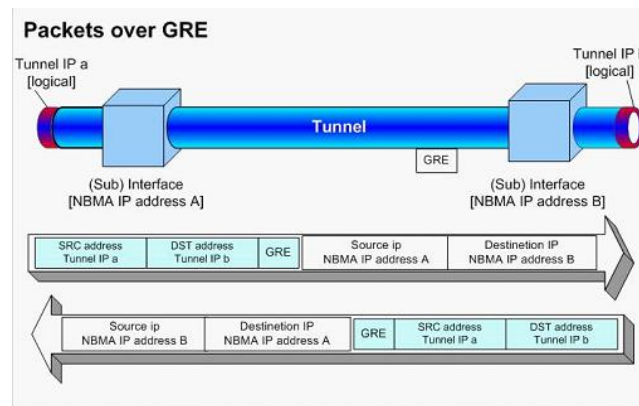 Packets over GRE
Tunnel IP a
[logical]
Tunnel IP
[logical]
Tunnel
GRE
(Sub) Interface
[NBMA IP address A]
(Sub) Interface
[NBMA IP address B]
SRC address
Tunnel IP a
DST address
Tunnel IP b
GRE
Source ip
NBMA IP address A
Destinetion IP
NBMA IP address B
Source ip
NBMA IP address B
Destinetion IP
NBMA IP address A
GRE
SRC address
Tunnel IP a
DST address
Tunnel IP b